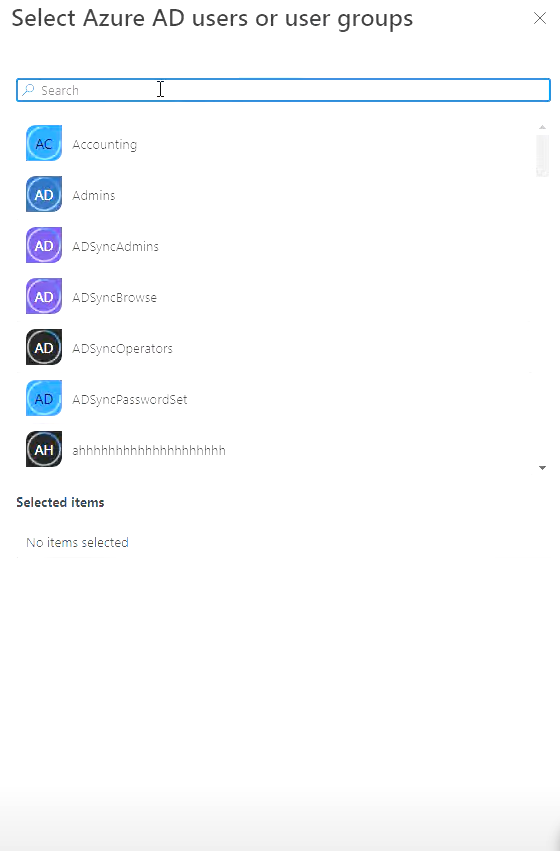 Select Azure AD users or user groups
Search
AC Accounting
AD Admins
AD ADSyncAdmins
AD ADSyncBrowse
AD ADSyncOperators
AD ADSyncPasswordSet
AH ahhhhhhhhhhhhhhhhhhhh
Selected items
No items selected